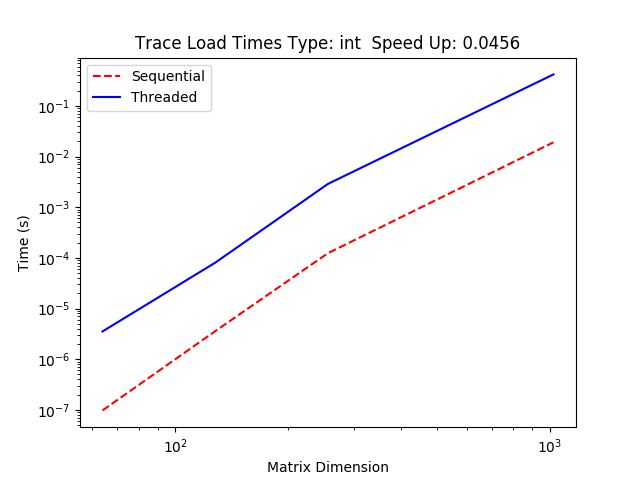 Trace Load Times Type: int  Speed Up: 0.0456
Sequential
Threaded
Time (s)
10⁻¹
10⁻²
10⁻³
10⁻⁴
10⁻⁵
10⁻⁶
10⁻⁷
10² 10³
Matrix Dimension